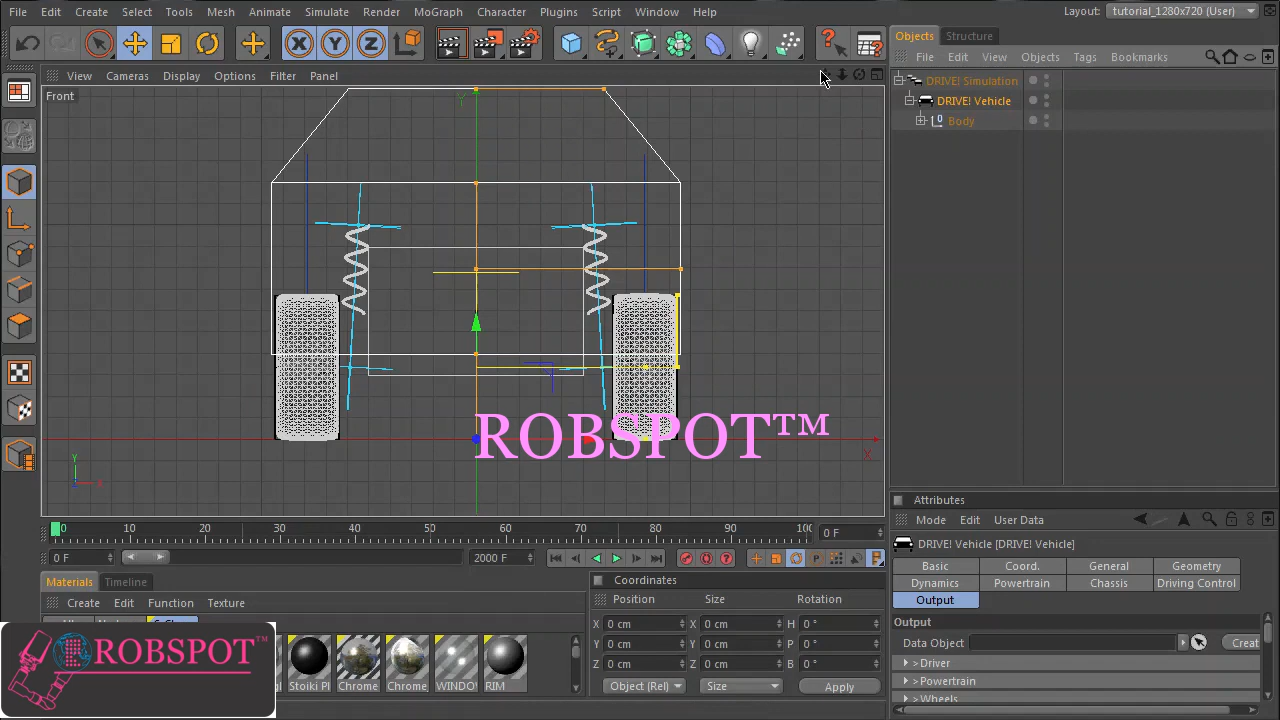 File Edit Create Select Tools Mesh Animate Simulate Render MoGraph Character Plugins Script Window Help
Layout: tutorial_1280x720 (User)
Objects Structure
File Edit View Objects Tags Bookmarks
View Cameras Display Options Filter Panel
Front
DRIVE! Simulation
DRIVE! Vehicle
Body
Y
X
Y
X
ROBSPOT™
Attributes
Mode Edit User Data
0 10 20 30 40 50 60 70 80 90 100
0 F
DRIVE! Vehicle [DRIVE! Vehicle]
0 F
2000 F
Basic Coord. General Geometry
Dynamics Powertrain Chassis Driving Control
Output
Materials Timeline
Coordinates
Create Edit Function Texture
Position Size Rotation
Output
X 0 cm X 0 cm H 0 °
Y 0 cm Y 0 cm P 0 °
Z 0 cm Z 0 cm B 0 °
Data Object
Creat
> Driver
> Powertrain
> Wheels
Object (Rel) Size Apply
Stoiki Pl Chrome Chrome WINDO RIM
ROBSPOT™